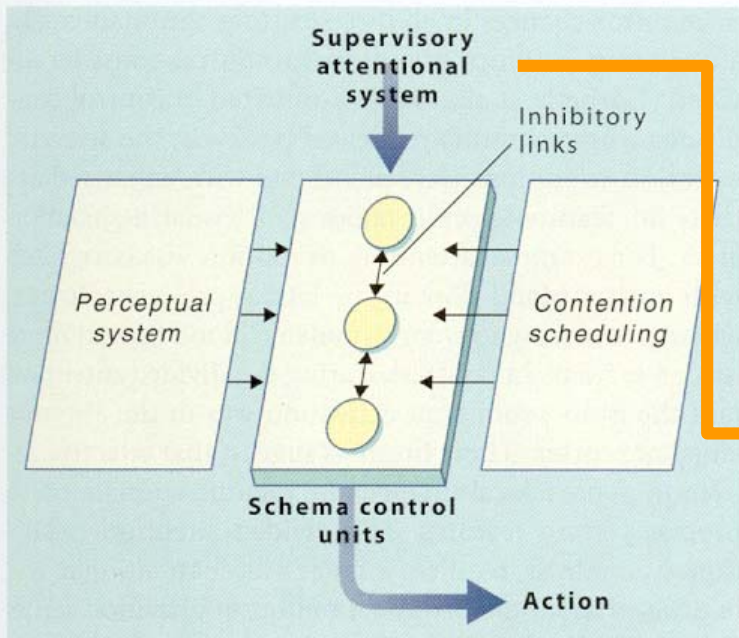 Supervisory
attentional
system
Inhibitory
links
Perceptual
system
Contention
scheduling
Schema control
units
Action